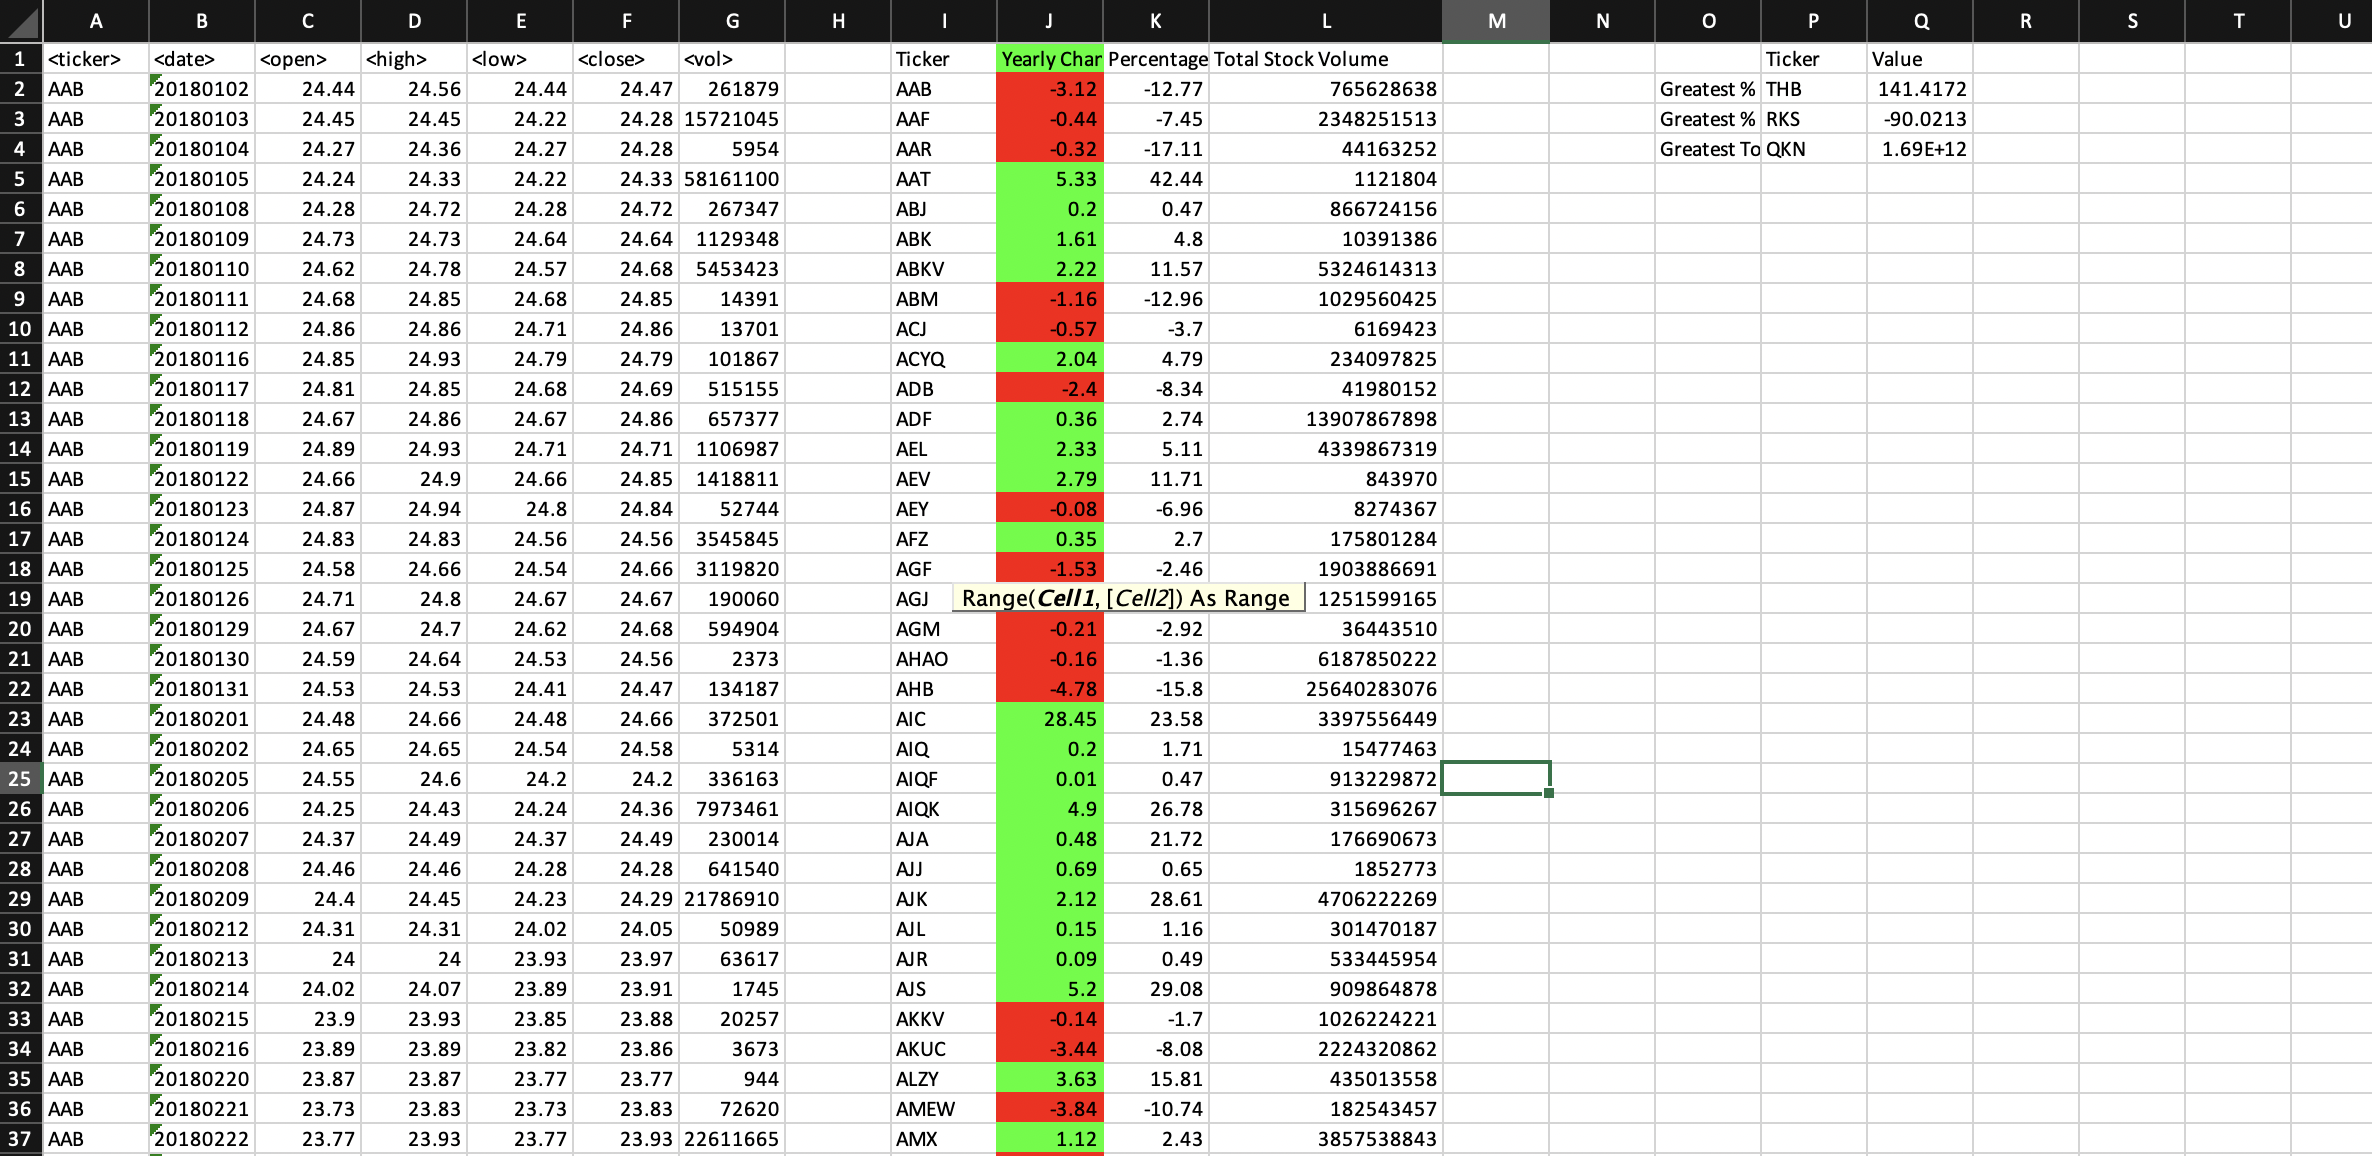 A B C D E F G H I J K L M N O P Q R S T U
1 <ticker> <date> <open> <high> <low> <close> <vol> Ticker Yearly Char Percentage Total Stock Volume Ticker Value
2 AAB 20180102 24.44 24.56 24.44 24.47 261879 AAB -3.12 -12.77 765628638 Greatest % THB 141.4172
3 AAB 20180103 24.45 24.45 24.22 24.28 15721045 AAF -0.44 -7.45 2348251513 Greatest % RKS -90.0213
4 AAB 20180104 24.27 24.36 24.27 24.28 5954 AAR -0.32 -17.11 44163252 Greatest To QKN 1.69E+12
5 AAB 20180105 24.24 24.33 24.22 24.33 58161100 AAT 5.33 42.44 1121804
6 AAB 20180108 24.28 24.72 24.28 24.72 267347 ABJ 0.2 0.47 866724156
7 AAB 20180109 24.73 24.73 24.64 24.64 1129348 ABK 1.61 4.8 10391386
8 AAB 20180110 24.62 24.78 24.57 24.68 5453423 ABKV 2.22 11.57 5324614313
9 AAB 20180111 24.68 24.85 24.68 24.85 14391 ABM -1.16 -12.96 1029560425
10 AAB 20180112 24.86 24.86 24.71 24.86 13701 ACJ -0.57 -3.7 6169423
11 AAB 20180116 24.85 24.93 24.79 24.79 101867 ACYQ 2.04 4.79 234097825
12 AAB 20180117 24.81 24.85 24.68 24.69 515155 ADB -2.4 -8.34 41980152
13 AAB 20180118 24.67 24.86 24.67 24.86 657377 ADF 0.36 2.74 13907867898
14 AAB 20180119 24.89 24.93 24.71 24.71 1106987 AEL 2.33 5.11 4339867319
15 AAB 20180122 24.66 24.9 24.66 24.85 1418811 AEV 2.79 11.71 843970
16 AAB 20180123 24.87 24.94 24.8 24.84 52744 AEY -0.08 -6.96 8274367
17 AAB 20180124 24.83 24.83 24.56 24.56 3545845 AFZ 0.35 2.7 175801284
18 AAB 20180125 24.58 24.66 24.54 24.66 3119820 AGF -1.53 -2.46 1903886691
19 AAB 20180126 24.71 24.8 24.67 24.67 190060 AGJ Range(Cell1, [Cell2]) As Range 1251599165
20 AAB 20180129 24.67 24.7 24.62 24.68 594904 AGM -0.21 -2.92 36443510
21 AAB 20180130 24.59 24.64 24.53 24.56 2373 AHAO -0.16 -1.36 6187850222
22 AAB 20180131 24.53 24.53 24.41 24.47 134187 AHB -4.78 -15.8 25640283076
23 AAB 20180201 24.48 24.66 24.48 24.66 372501 AIC 28.45 23.58 3397556449
24 AAB 20180202 24.65 24.65 24.54 24.58 5314 AIQ 0.2 1.71 15477463
25 AAB 20180205 24.55 24.6 24.2 24.2 336163 AIQF 0.01 0.47 913229872
26 AAB 20180206 24.25 24.43 24.24 24.36 7973461 AIQK 4.9 26.78 315696267
27 AAB 20180207 24.37 24.49 24.37 24.49 230014 AJA 0.48 21.72 176690673
28 AAB 20180208 24.46 24.46 24.28 24.28 641540 AJJ 0.69 0.65 1852773
29 AAB 20180209 24.4 24.45 24.23 24.29 21786910 AJK 2.12 28.61 4706222269
30 AAB 20180212 24.31 24.31 24.02 24.05 50989 AJL 0.15 1.16 301470187
31 AAB 20180213 24 24 23.93 23.97 63617 AJR 0.09 0.49 533445954
32 AAB 20180214 24.02 24.07 23.89 23.91 1745 AJS 5.2 29.08 909864878
33 AAB 20180215 23.9 23.93 23.85 23.88 20257 AKKV -0.14 -1.7 1026224221
34 AAB 20180216 23.89 23.89 23.82 23.86 3673 AKUC -3.44 -8.08 2224320862
35 AAB 20180220 23.87 23.87 23.77 23.77 944 ALZY 3.63 15.81 435013558
36 AAB 20180221 23.73 23.83 23.73 23.83 72620 AMEW -3.84 -10.74 182543457
37 AAB 20180222 23.77 23.93 23.77 23.93 22611665 AMX 1.12 2.43 3857538843